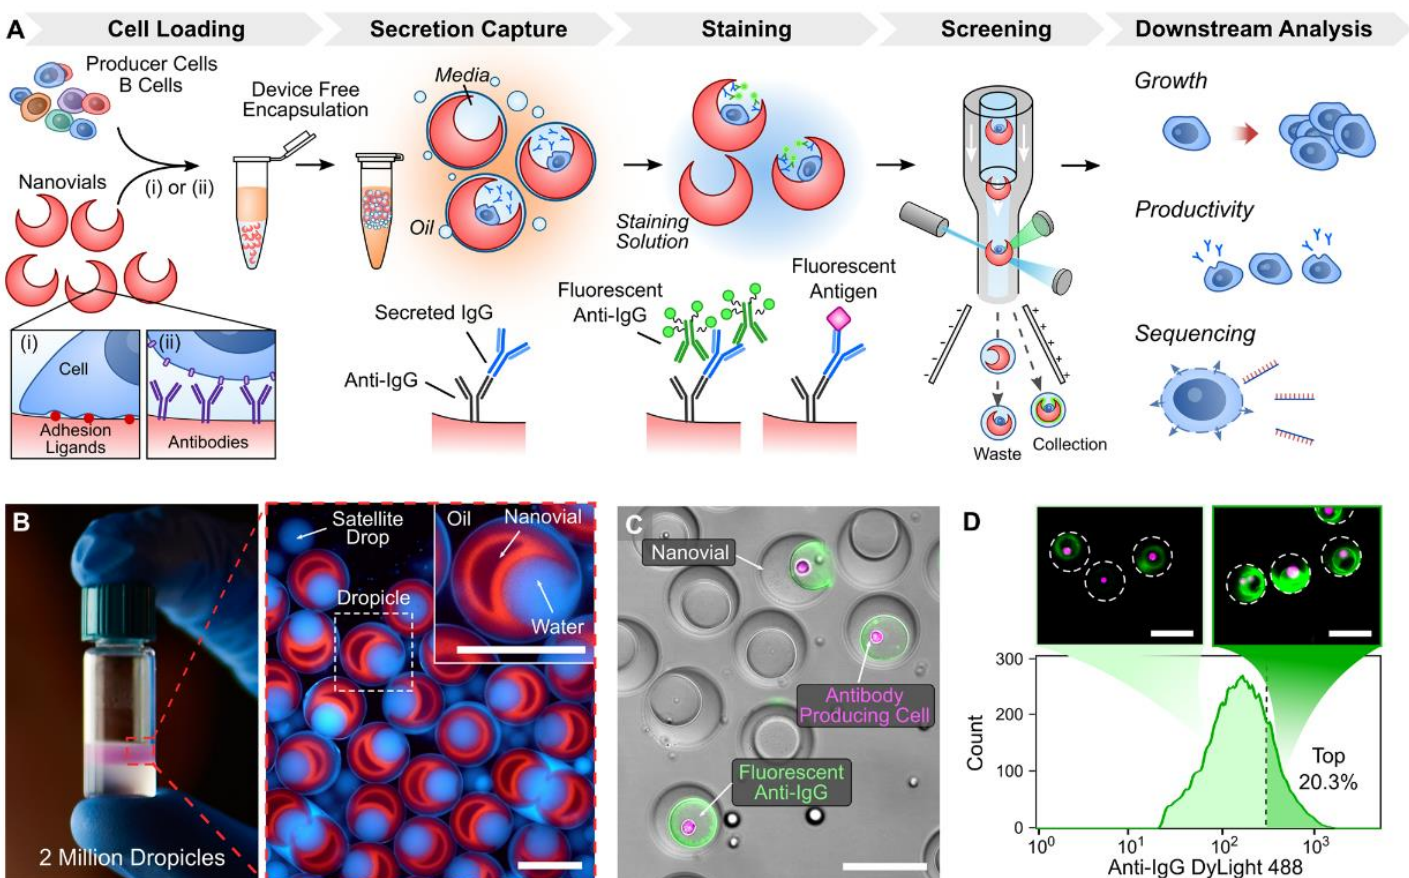 A
Cell Loading
Secretion Capture
Staining
Screening
Downstream Analysis
Producer Cells
B Cells
Nanovials
(i) or (ii)
Device Free
Encapsulation
Media
Oil
Staining
Solution
Growth
Productivity
Sequencing
(i)
Cell
Adhesion
Ligands
(ii)
Antibodies
Secreted IgG
Anti-IgG
Fluorescent
Anti-IgG
Fluorescent
Antigen
- - - -
+ + + +
Waste
Collection
B
2 Million Dropicles
Satellite
Drop
Dropicle
Oil
Nanovial
Water
C
Nanovial
Antibody
Producing Cell
Fluorescent
Anti-IgG
D
Count
300
200
100
0
10⁰
10¹
10²
10³
Top
20.3%
Anti-IgG DyLight 488